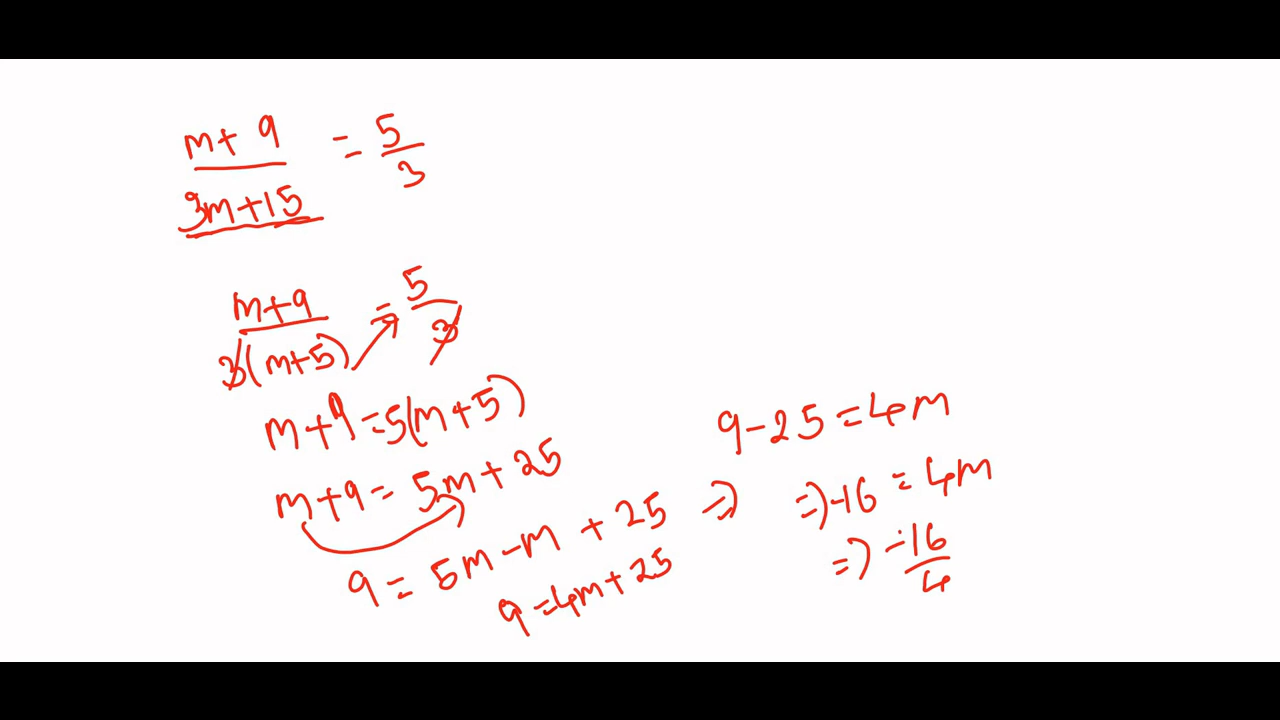 m+ 9 = 5
3m+15 3
m+9 = 5
3(m+5) 3
m+9=5(m+5)
m+9= 5m+25
9= 5m-m + 25 =>
9=4m+25
9-25=4m
=>-16 = 4m
=> -16
4